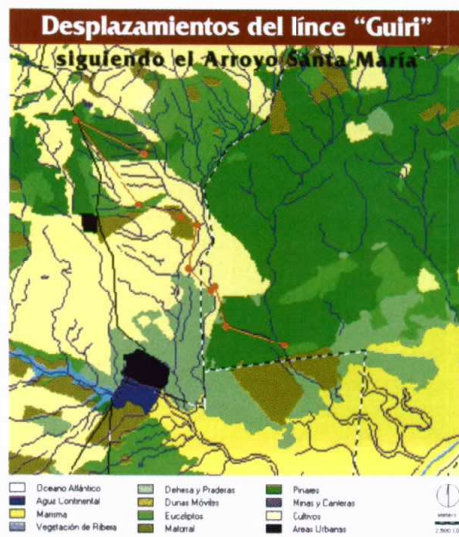 Desplazamientos del línce "Guiri"
siguiendo el Arroyo Santa María
Oceano Atlántico
Agua Continental
Marisma
Vegetación de Ribera
Dehesa y Praderas
Dunas Móviles
Eucaliptos
Matorral
Pinares
Minas y Canteras
Cultivos
Areas Urbanas